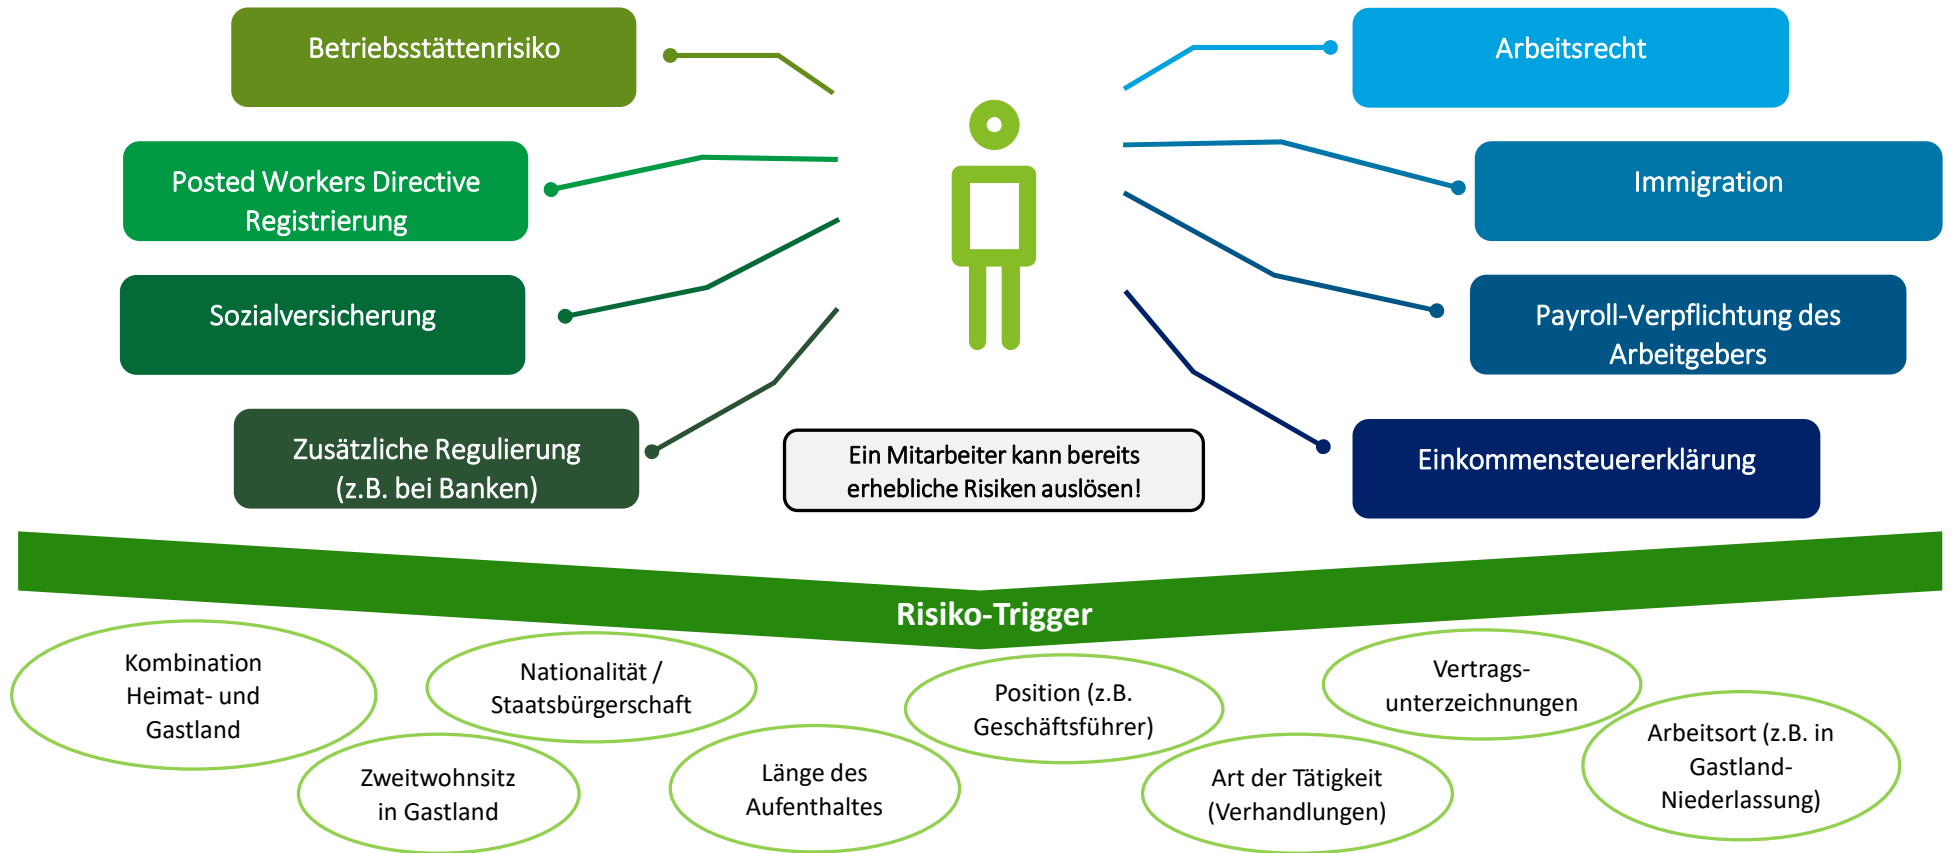 Betriebsstättenrisiko
Arbeitsrecht
Posted Workers Directive
Registrierung
Immigration
Sozialversicherung
Payroll-Verpflichtung des
Arbeitgebers
Zusätzliche Regulierung
(z.B. bei Banken)
Ein Mitarbeiter kann bereits
erhebliche Risiken auslösen!
Einkommensteuererklärung
Risiko-Trigger
Kombination
Heimat- und
Gastland
Zweitwohnsitz
in Gastland
Nationalität /
Staatsbürgerschaft
Länge des
Aufenthaltes
Position (z.B.
Geschäftsführer)
Art der Tätigkeit
(Verhandlungen)
Vertrags-
unterzeichnungen
Arbeitsort (z.B. in
Gastland-
Niederlassung)